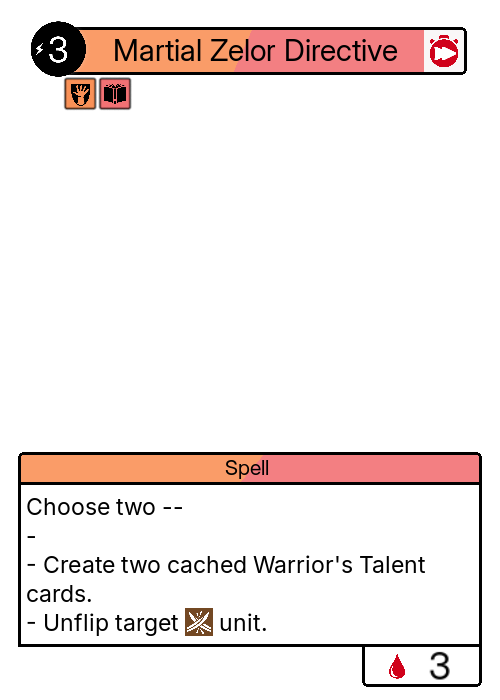 3 Martial Zelor Directive
Spell
Choose two --
-
- Create two cached Warrior's Talent
cards.
- Unflip target unit.
3